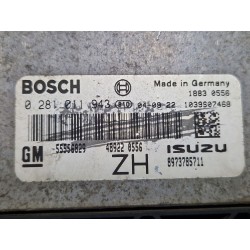 BOSCH
Made in Germany
1883 0556
0 281 011 943
04-09-22 1039S07468
GM
48922 0556
ISUZU
ZH
8973785711